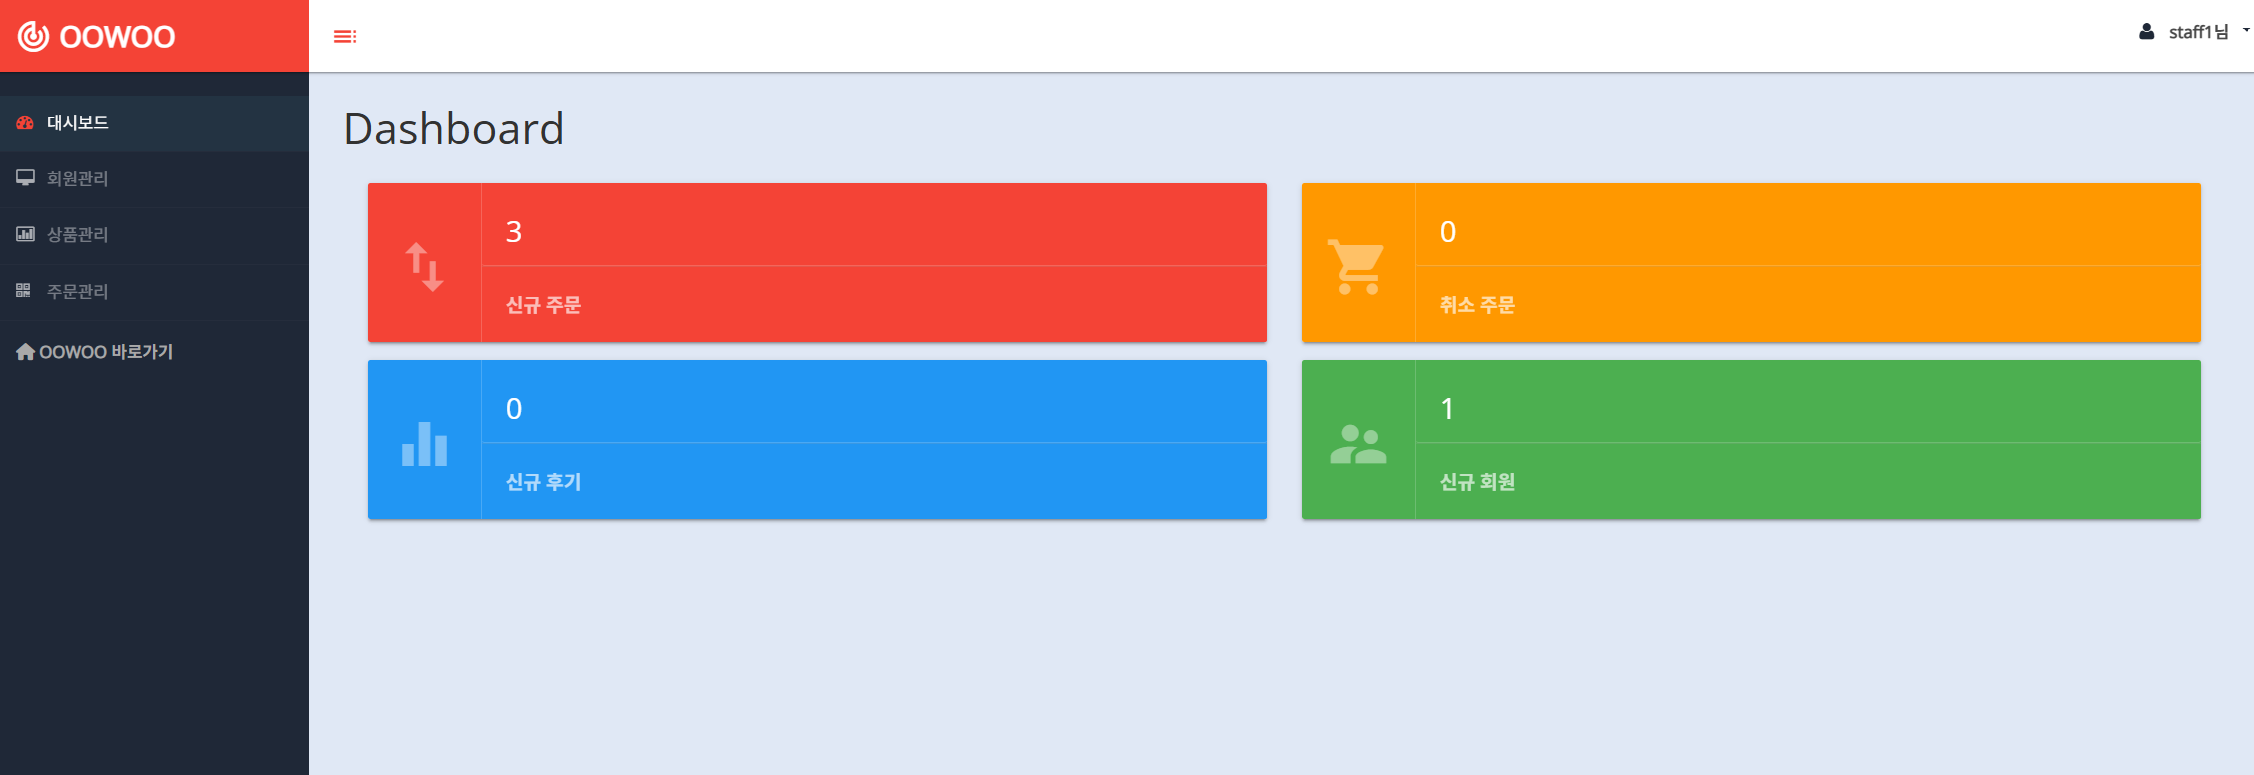 OOWOO
staff1님
대시보드
회원관리
상품관리
주문관리
OOWOO 바로가기
Dashboard
3
신규 주문
0
취소 주문
0
신규 후기
1
신규 회원